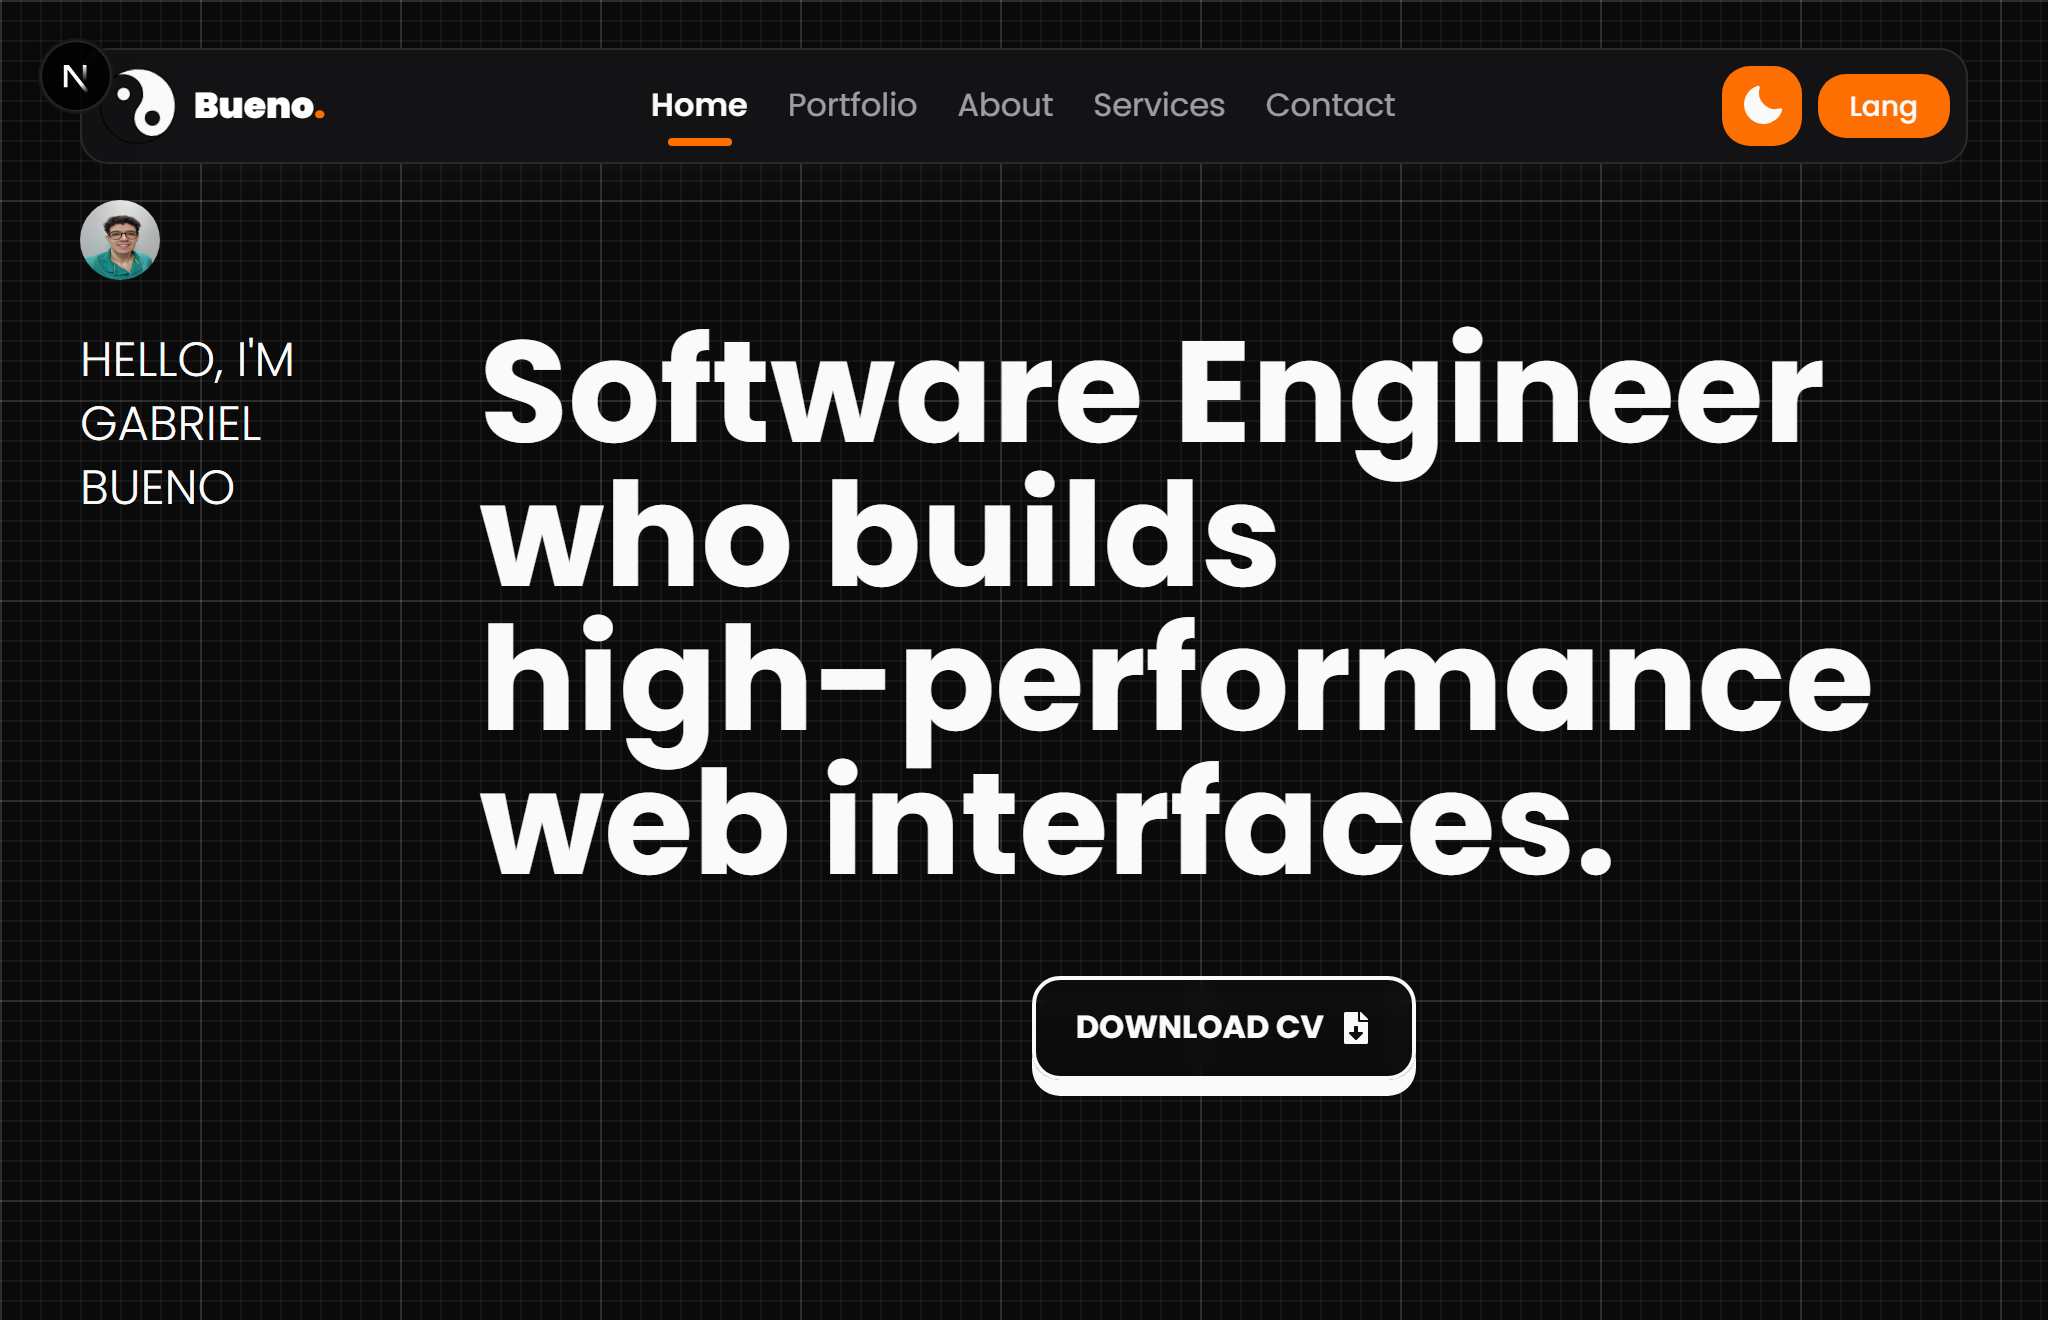 N
Bueno.
Home Portfolio About Services Contact
Lang
HELLO, I'M
GABRIEL
BUENO
Software Engineer
who builds
high-performance
web interfaces.
DOWNLOAD CV